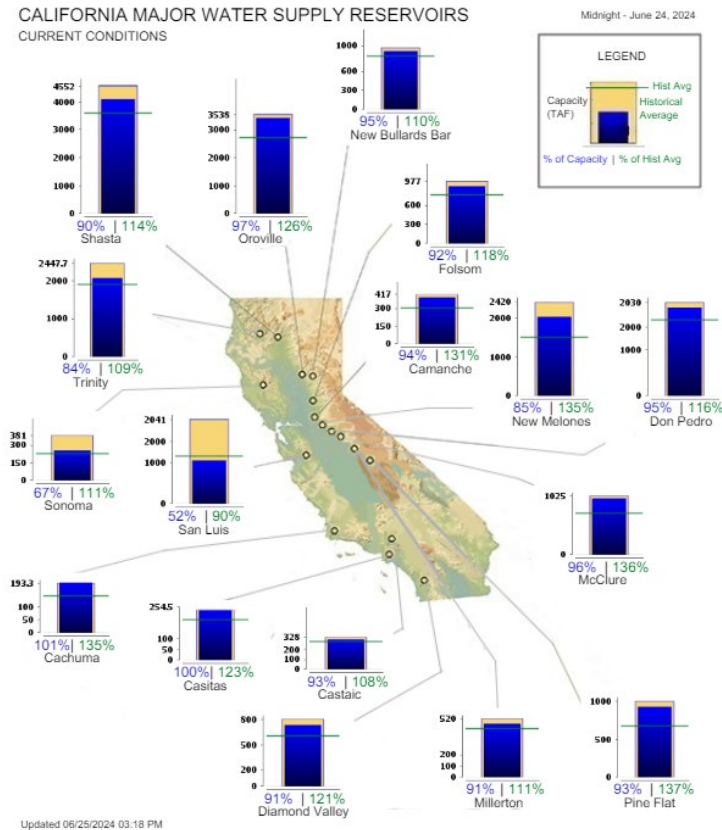 CALIFORNIA MAJOR WATER SUPPLY RESERVOIRS
CURRENT CONDITIONS
Midnight - June 24, 2024
LEGEND
Hist Avg
Capacity
(TAF)
Historical
Average
% of Capacity | % of Hist Avg
4552
4000
3000
2000
1000
0
90% | 114%
Shasta
3538
3000
2000
1000
0
97% | 126%
Oroville
1000
600
300
0
95% | 110%
New Bullards Bar
977
600
300
0
92% | 118%
Folsom
2447.7
2000
1000
0
84% | 109%
Trinity
417
300
150
0
94% | 131%
Camanche
2420
2000
1000
0
85% | 135%
New Melones
2030
2000
1000
0
95% | 116%
Don Pedro
381
300
150
0
67% | 111%
Sonoma
2041
2000
1000
0
52% | 90%
San Luis
1025
0
96% | 136%
McClure
193.3
100
50
0
101% | 135%
Cachuma
254.5
100
50
0
100% | 123%
Casitas
328
200
100
0
93% | 108%
Castaic
800
600
400
200
0
91% | 121%
Diamond Valley
520
200
100
0
91% | 111%
Millerton
1000
500
0
93% | 137%
Pine Flat
Updated 06/25/2024 03:18 PM